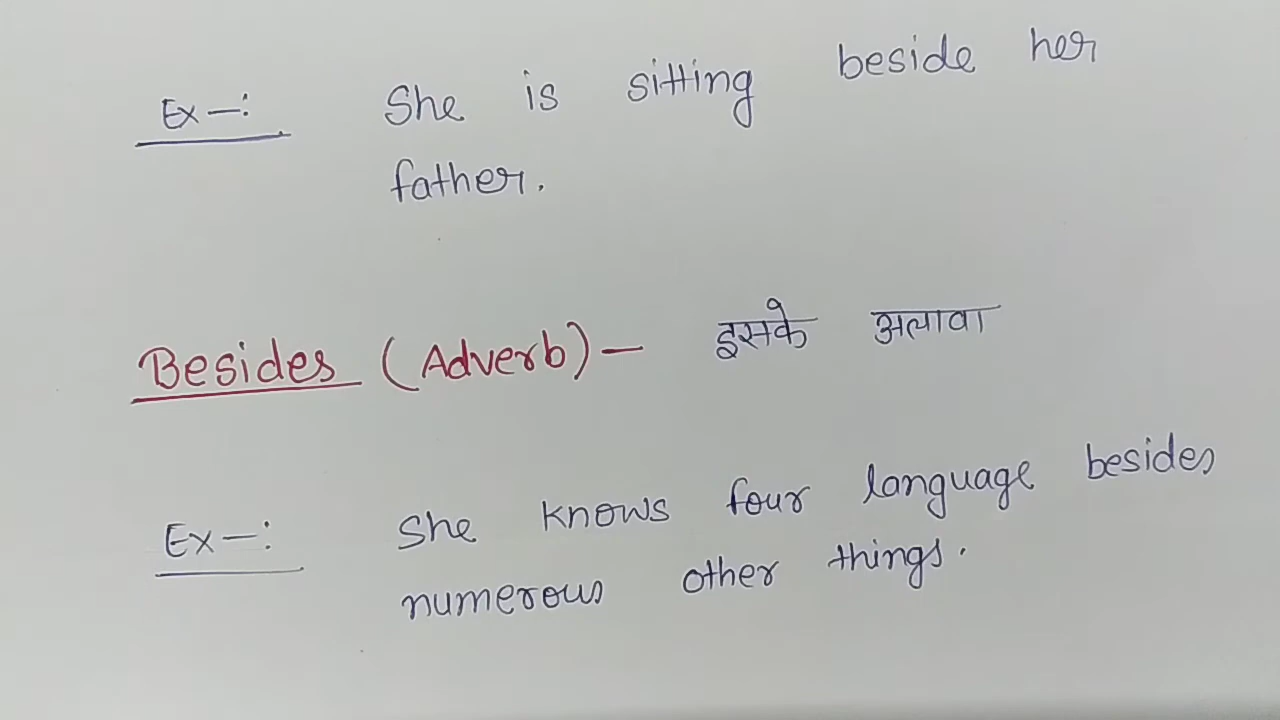 Ex-: She is sitting beside her
father.
Besides (Adverb) - इसके अलावा
Ex-: She knows four language besides
numerous other things.